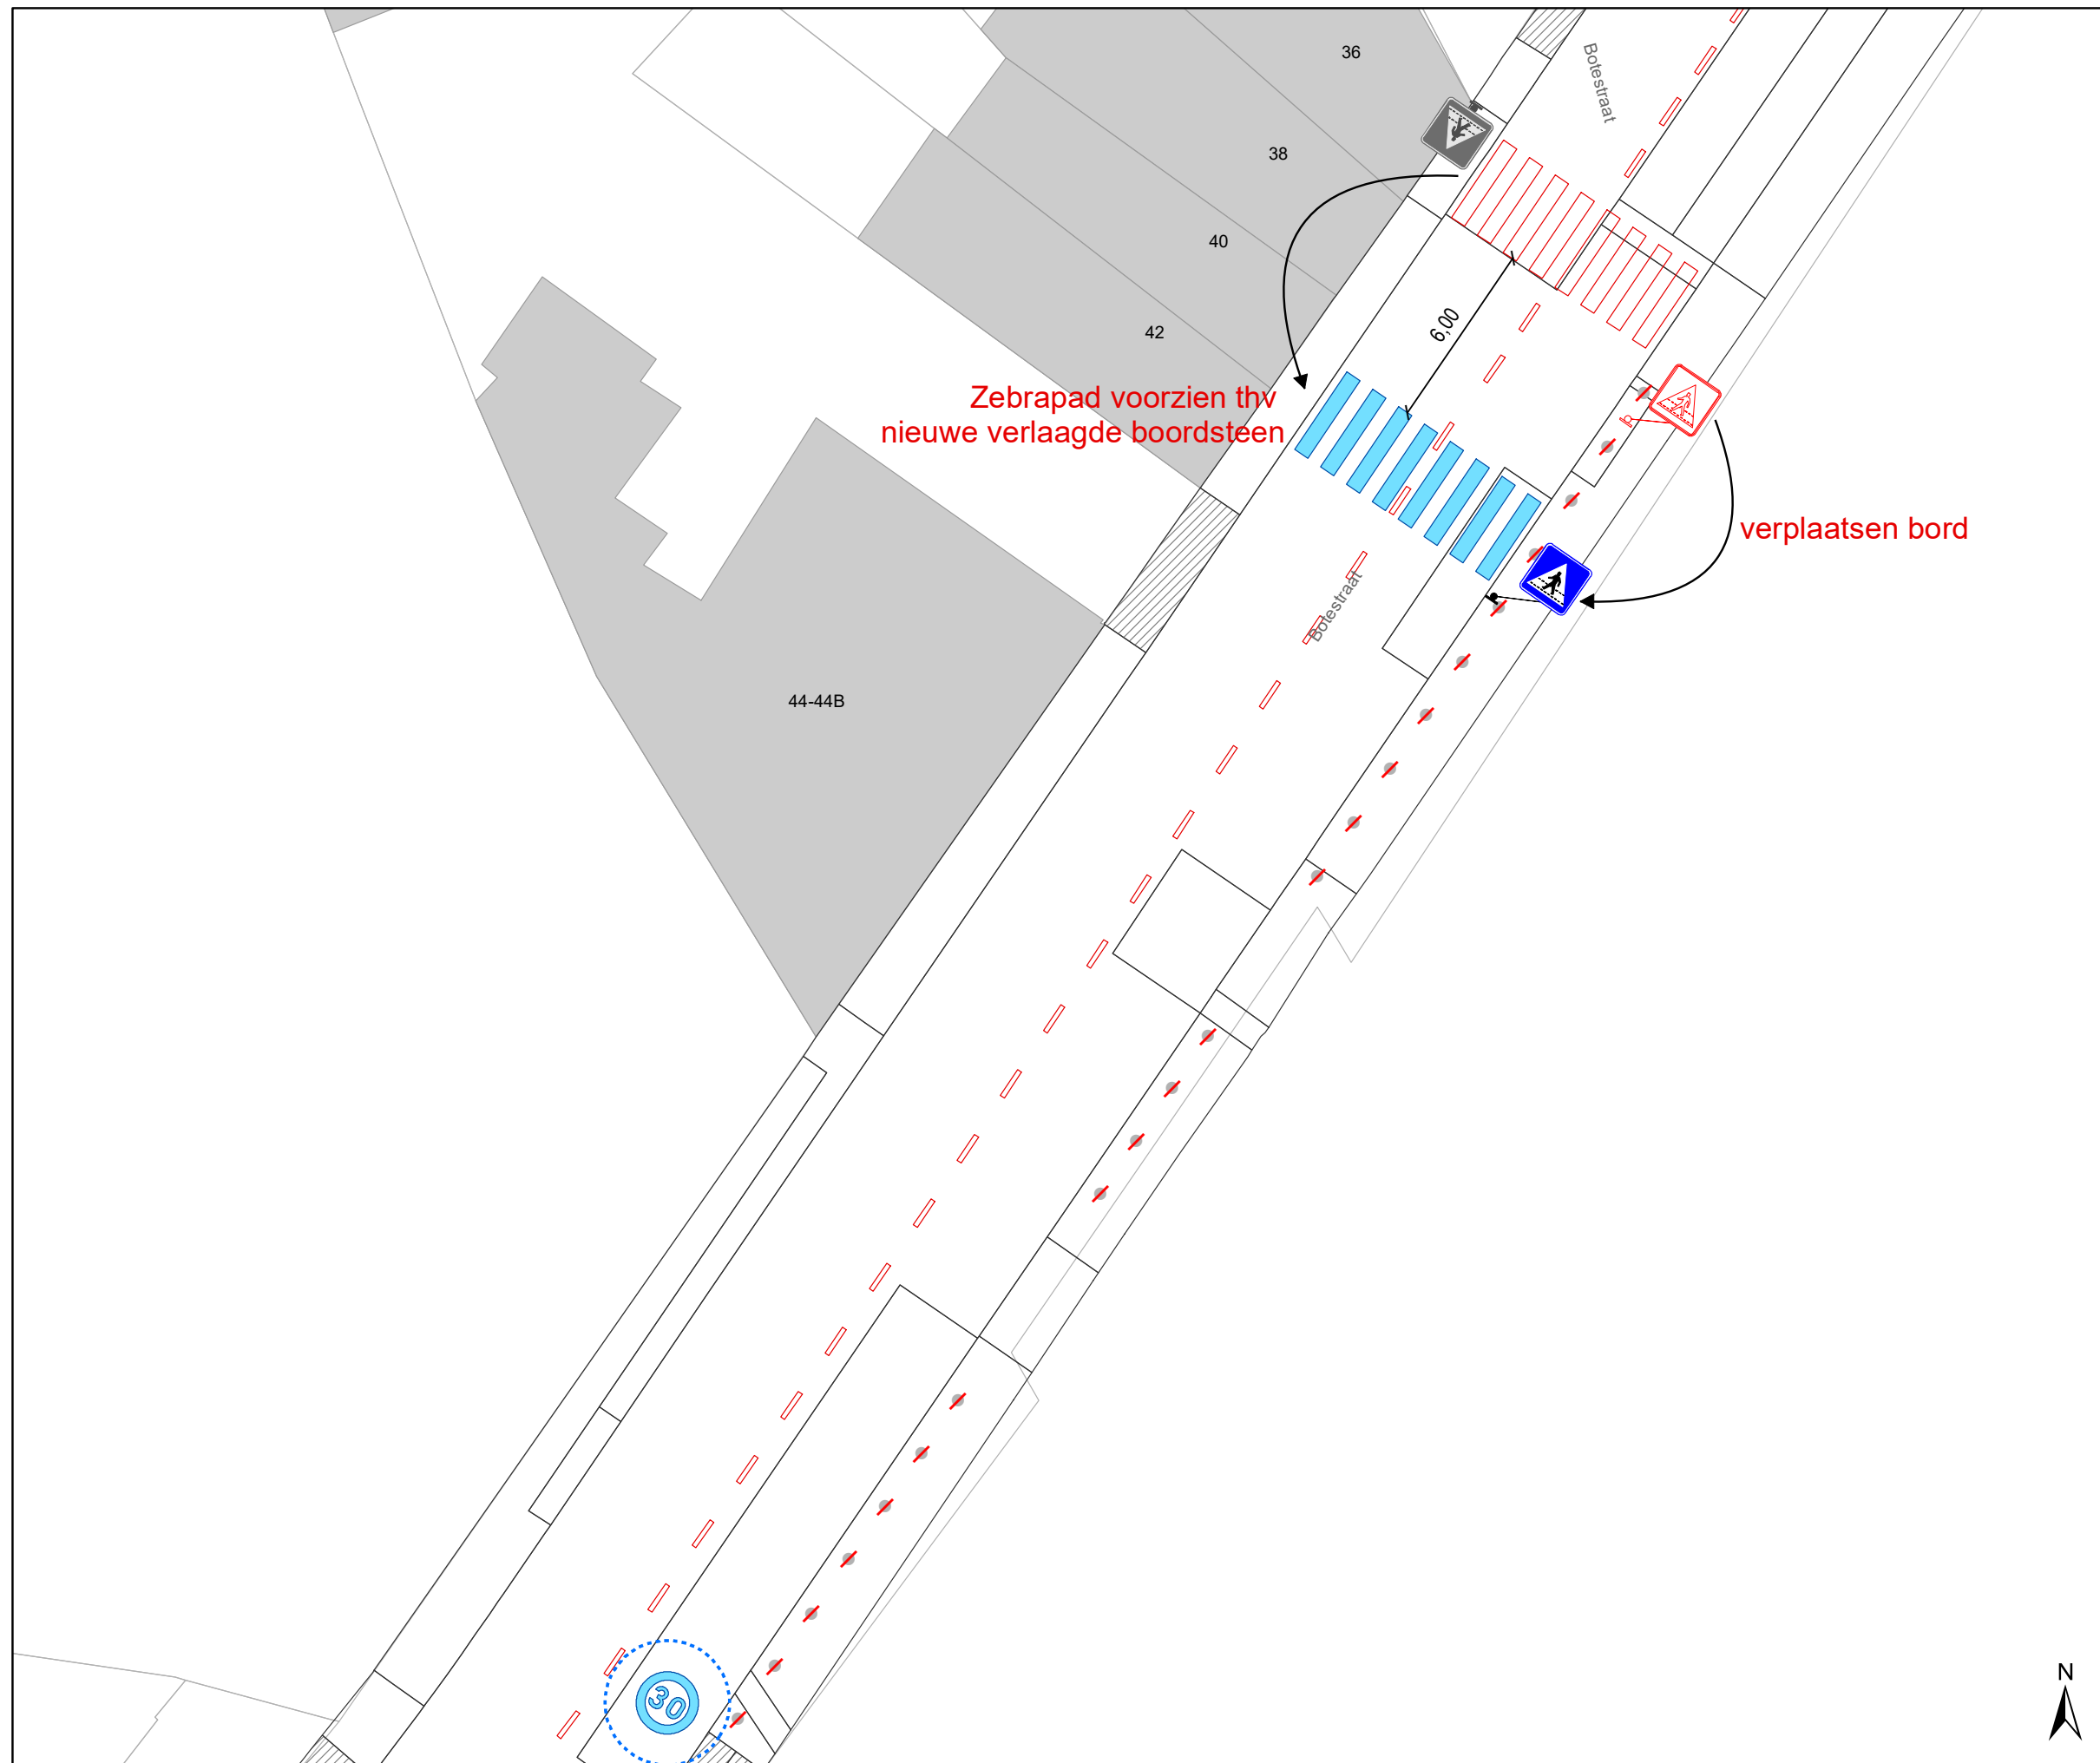 36
Botestraat
38
40
6,00
42
Zebrapad voorzien thv
nieuwe verlaagde boordsteen
verplaatsen bord
Botestraat
44-44B
30
N